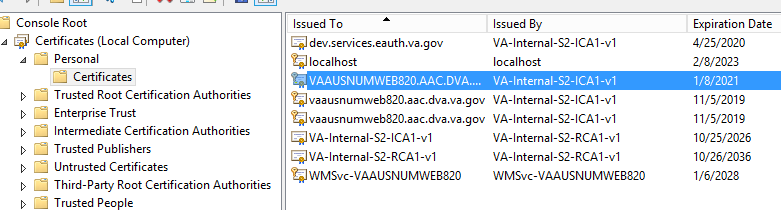 Console Root
Certificates (Local Computer)
Personal
Certificates
Trusted Root Certification Authorities
Enterprise Trust
Intermediate Certification Authorities
Trusted Publishers
Untrusted Certificates
Third-Party Root Certification Authorities
Trusted People
Issued To Issued By Expiration Date
dev.services.eauth.va.gov VA-Internal-S2-ICA1-v1 4/25/2020
localhost localhost 2/8/2023
VAAUSNUMWEB820.AAC.DVA.... VA-Internal-S2-ICA1-v1 1/8/2021
vaausnumweb820.aac.dva.va.gov VA-Internal-S2-ICA1-v1 11/5/2019
vaausnumweb820.aac.dva.va.gov VA-Internal-S2-ICA1-v1 11/5/2019
VA-Internal-S2-ICA1-v1 VA-Internal-S2-RCA1-v1 10/25/2026
VA-Internal-S2-RCA1-v1 VA-Internal-S2-RCA1-v1 10/26/2036
WMSvc-VAAUSNUMWEB820 WMSvc-VAAUSNUMWEB820 1/6/2028